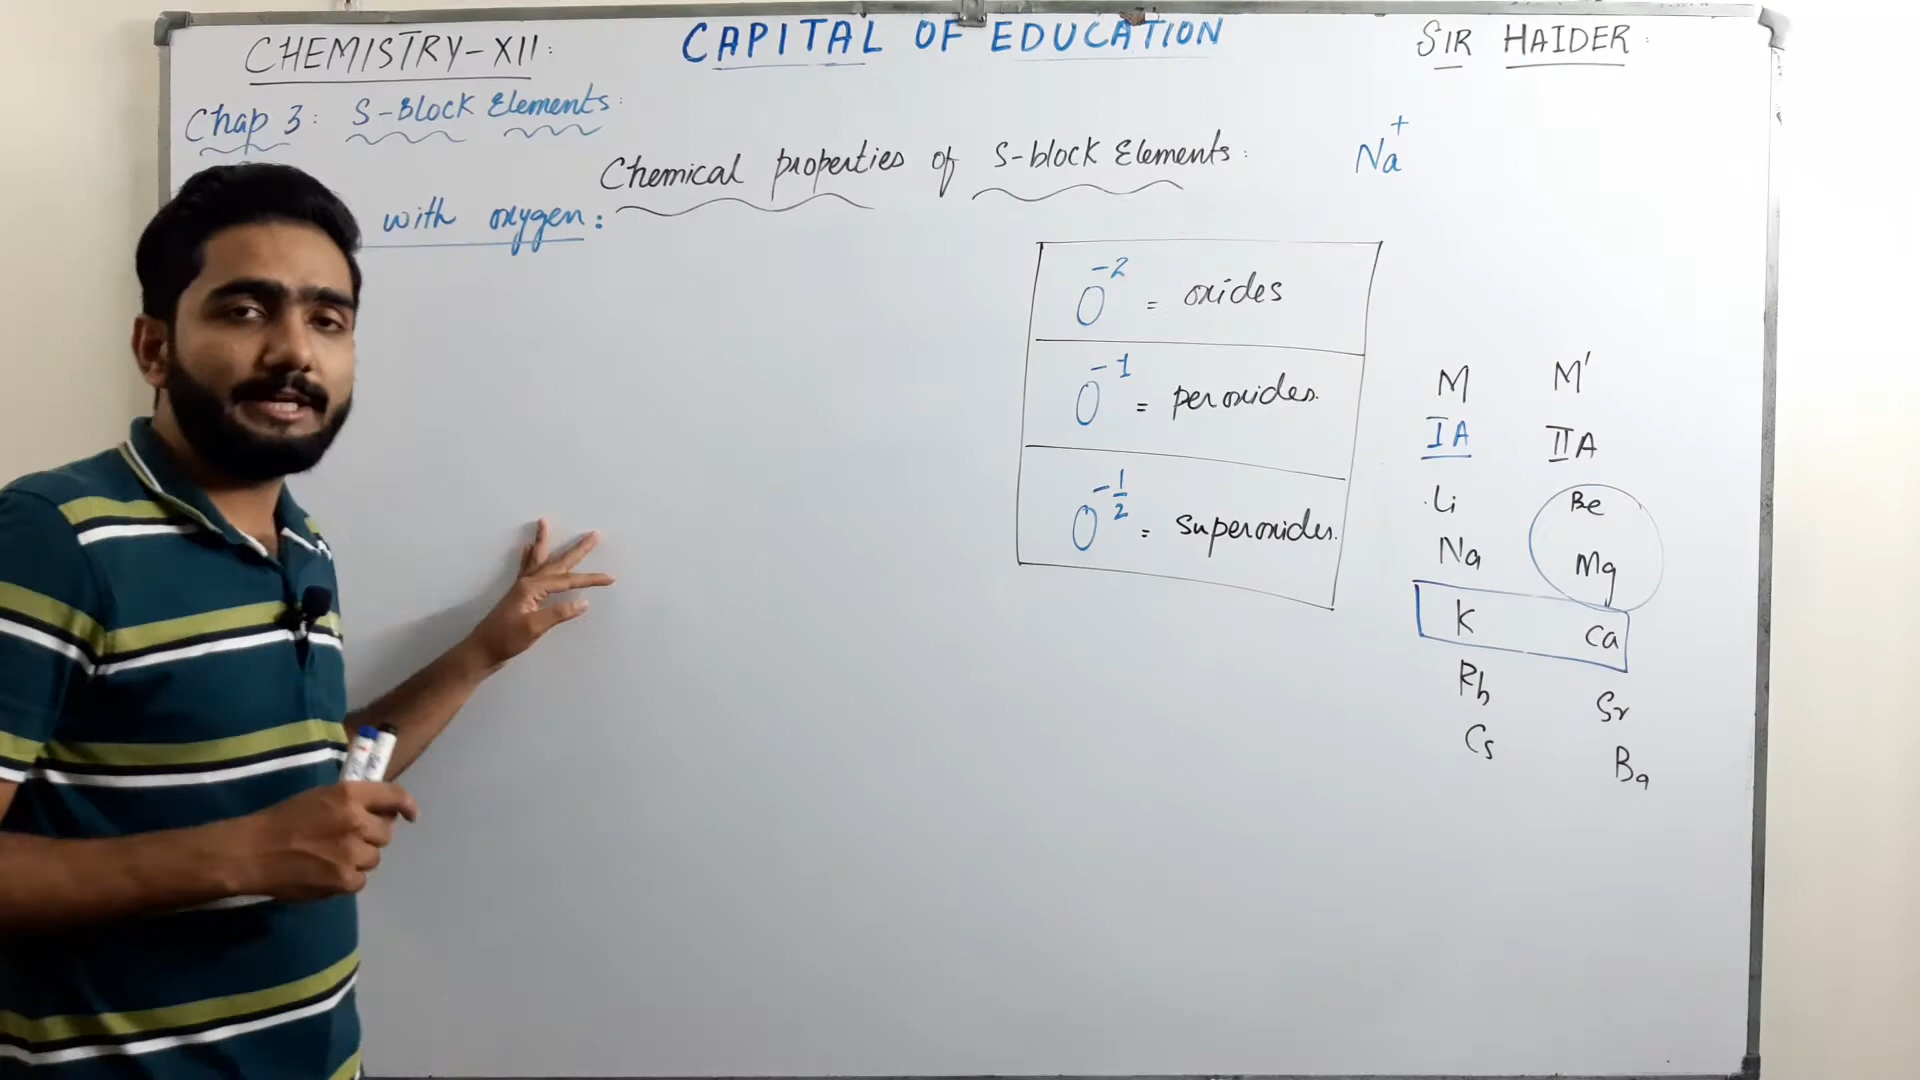 CHEMISTRY-XII:
CAPITAL OF EDUCATION
SIR HAIDER:
Chap 3: S-Block Elements:
Chemical properties of S-block Elements:
Na+
with oxygen:
O-2 = oxides
O-1 = peroxides.
O-1/2 = superoxides.
M M'
IA IIA
Li Be
Na Mg
K Ca
Rb Sr
Cs Ba